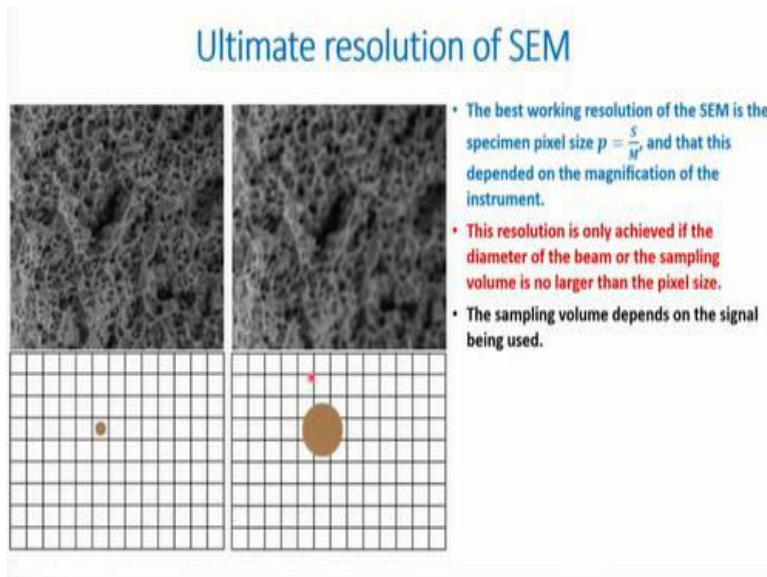 Ultimate resolution of SEM
• The best working resolution of the SEM is the
specimen pixel size p = S/M, and that this
depended on the magnification of the
instrument.
• This resolution is only achieved if the
diameter of the beam or the sampling
volume is no larger than the pixel size.
• The sampling volume depends on the signal
being used.